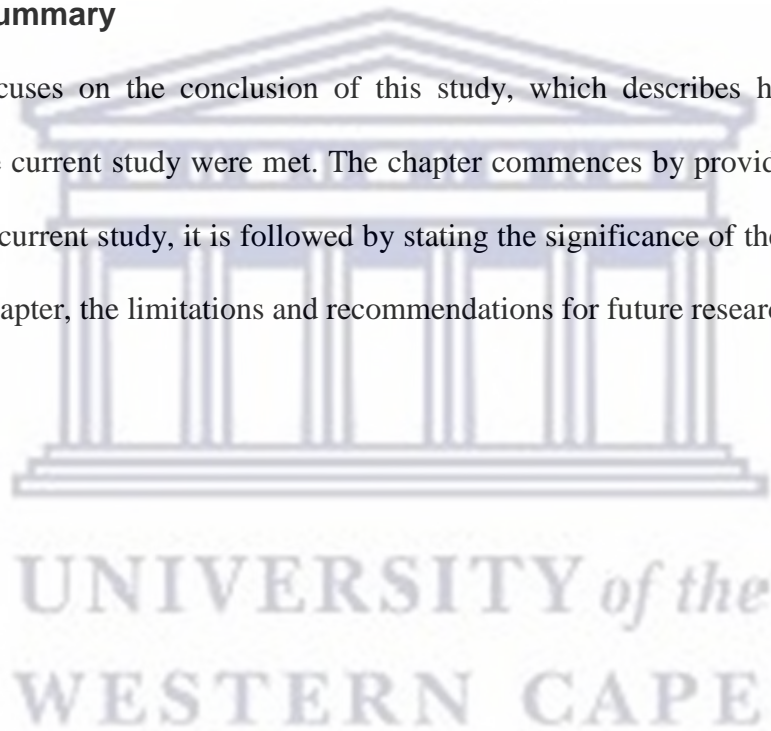 ummary
cuses on the conclusion of this study, which describes h
e current study were met. The chapter commences by provid
current study, it is followed by stating the significance of the
apter, the limitations and recommendations for future researc
UNIVERSITY of the
WESTERN CAPE